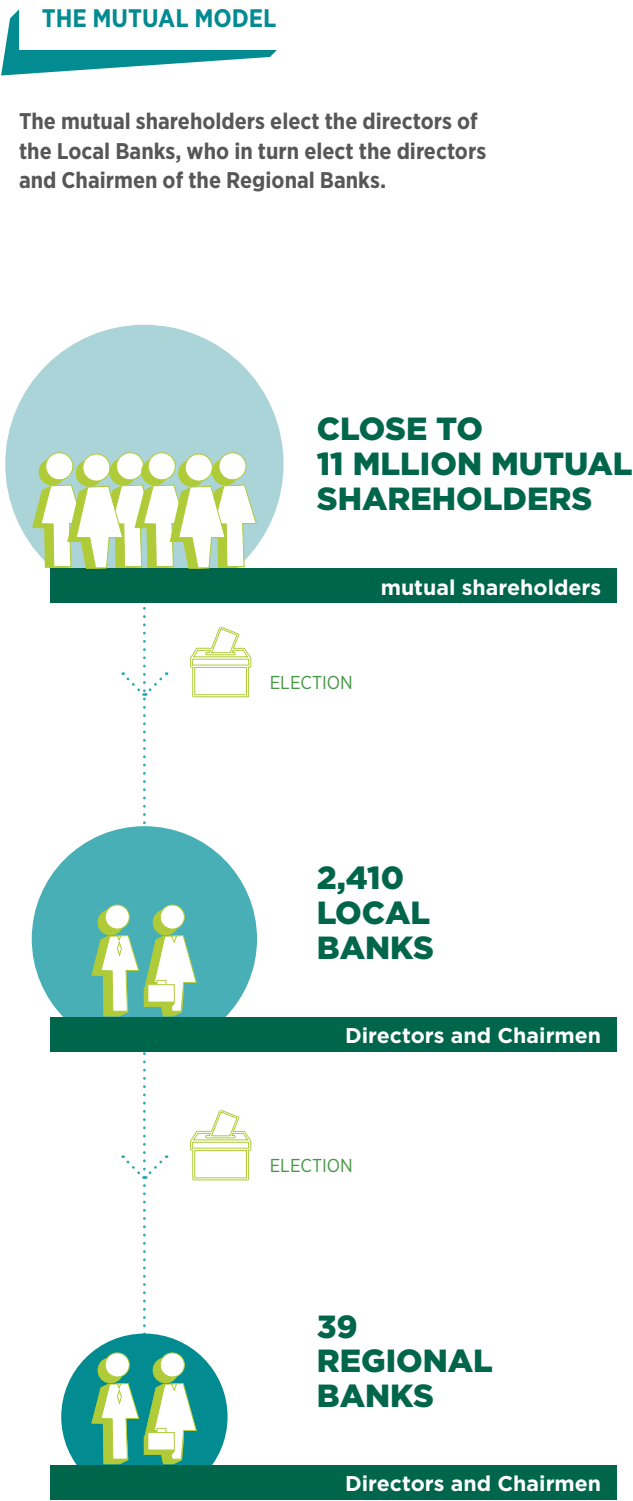 THE MUTUAL MODEL
The mutual shareholders elect the directors of
the Local Banks, who in turn elect the directors
and Chairmen of the Regional Banks.
CLOSE TO
11 MLLION MUTUAL
SHAREHOLDERS
mutual shareholders
ELECTION
2,410
LOCAL
BANKS
Directors and Chairmen
ELECTION
39
REGIONAL
BANKS
Directors and Chairmen